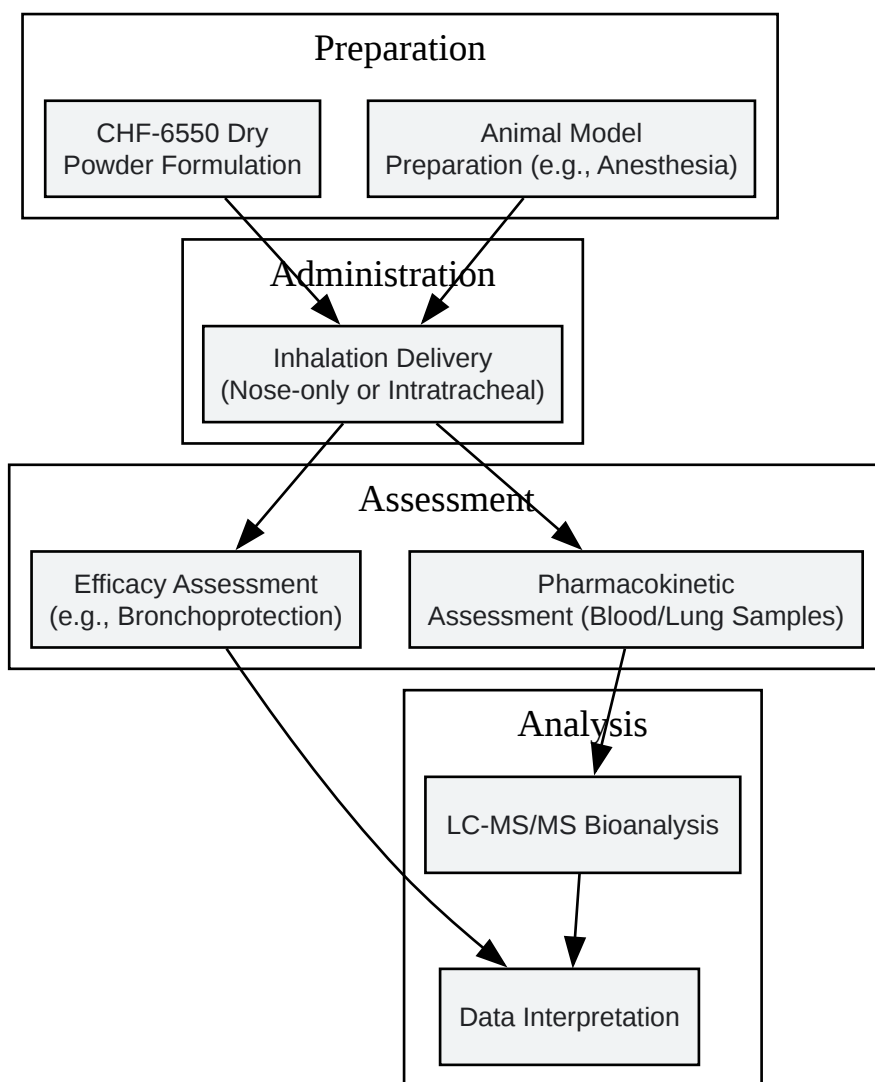 Preparation
CHF-6550 Dry
Powder Formulation
Animal Model
Preparation (e.g., Anesthesia)
Administration
Inhalation Delivery
(Nose-only or Intratracheal)
Assessment
Efficacy Assessment
(e.g., Bronchoprotection)
Pharmacokinetic
Assessment (Blood/Lung Samples)
Analysis
LC-MS/MS Bioanalysis
Data Interpretation